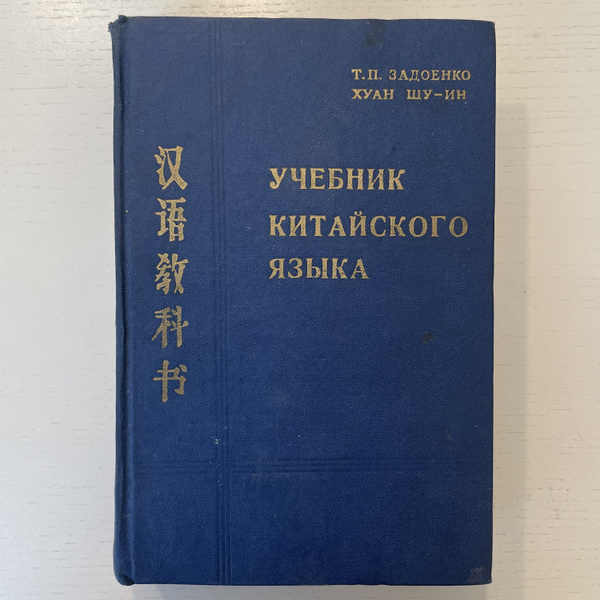 Т.П. ЗАДОЕНКО
ХУАН ШУ-ИН
汉语教科书
УЧЕБНИК
КИТАЙСКОГО
ЯЗЫКА